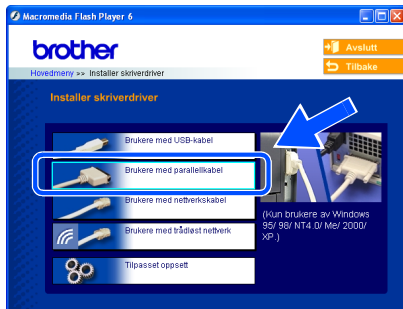 Macromedia Flash Player 6
brother
Avslutt
Tilbake
Hovedmeny >> Installer skriverdriver
Installer skriverdriver
Brukere med USB-kabel
Brukere med parallellkabel
Brukere med nettverkskabel
Brukere med trådløst nettverk
Tilpasset oppsett
(Kun brukere av Windows
95/ 98/ NT4.0/ Me/ 2000/
XP.)